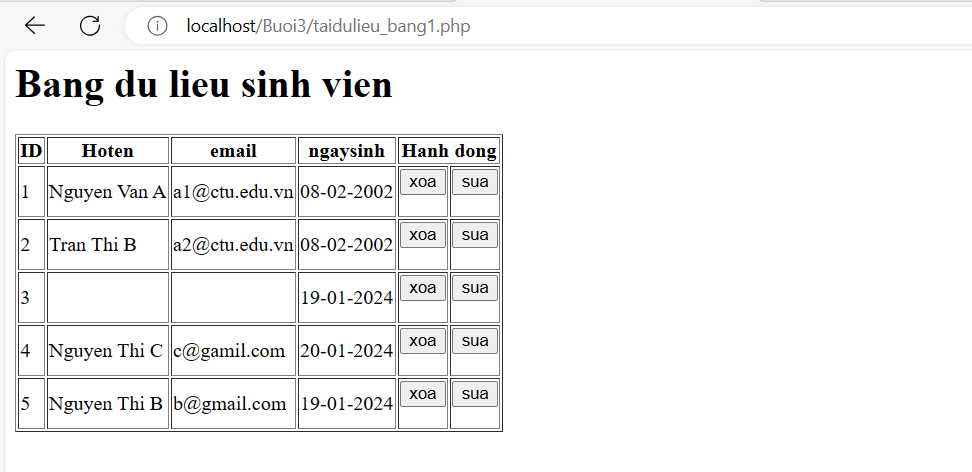 localhost/Buoi3/taidulieu_bang1.php
Bang du lieu sinh vien
ID Hoten email ngaysinh Hanh dong
1 Nguyen Van A a1@ctu.edu.vn 08-02-2002 xoa sua
2 Tran Thi B a2@ctu.edu.vn 08-02-2002 xoa sua
3 19-01-2024 xoa sua
4 Nguyen Thi C c@gamil.com 20-01-2024 xoa sua
5 Nguyen Thi B b@gmail.com 19-01-2024 xoa sua